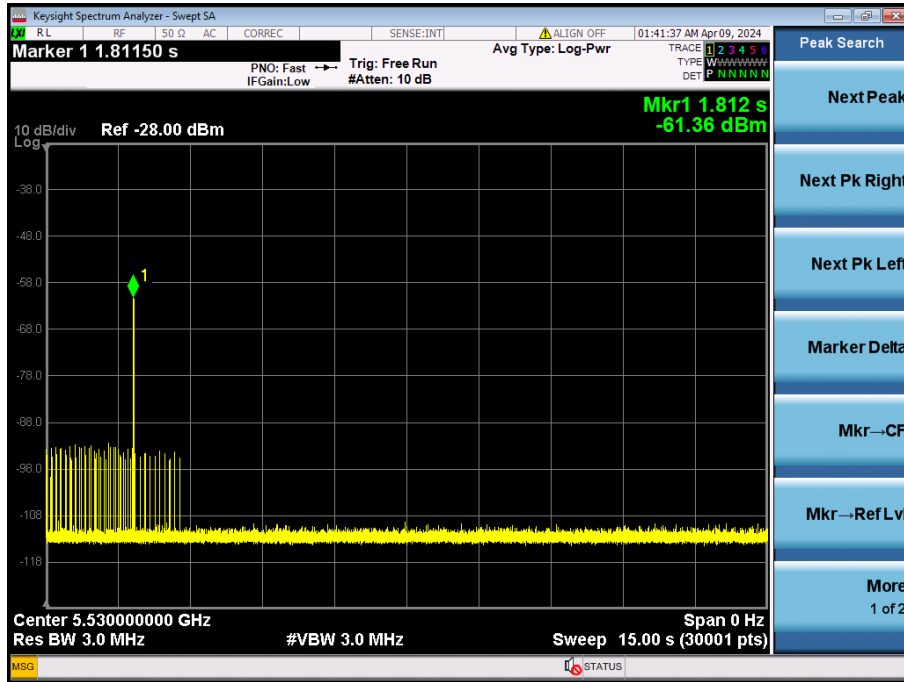 Keysight Spectrum Analyzer - Swept SA
LXI RL RF 50 Ω AC CORREC SENSE:INT ALIGN OFF 01:41:37 AM Apr 09, 2024
Marker 1 1.81150 s
PNO: Fast
IFGain:Low
Trig: Free Run
#Atten: 10 dB
Avg Type: Log-Pwr
TRACE 1 2 3 4 5 6
TYPE WWWWWW
DET P N N N N N
Mkr1 1.812 s
-61.36 dBm
10 dB/div Ref -28.00 dBm
Log
-38.0
-48.0
-58.0
1
-68.0
-78.0
-88.0
-98.0
-108
-118
Center 5.530000000 GHz Span 0 Hz
Res BW 3.0 MHz #VBW 3.0 MHz Sweep 15.00 s (30001 pts)
MSG STATUS
Peak Search
Next Peak
Next Pk Right
Next Pk Left
Marker Delta
Mkr→CF
Mkr→Ref Lvl
More
1 of 2